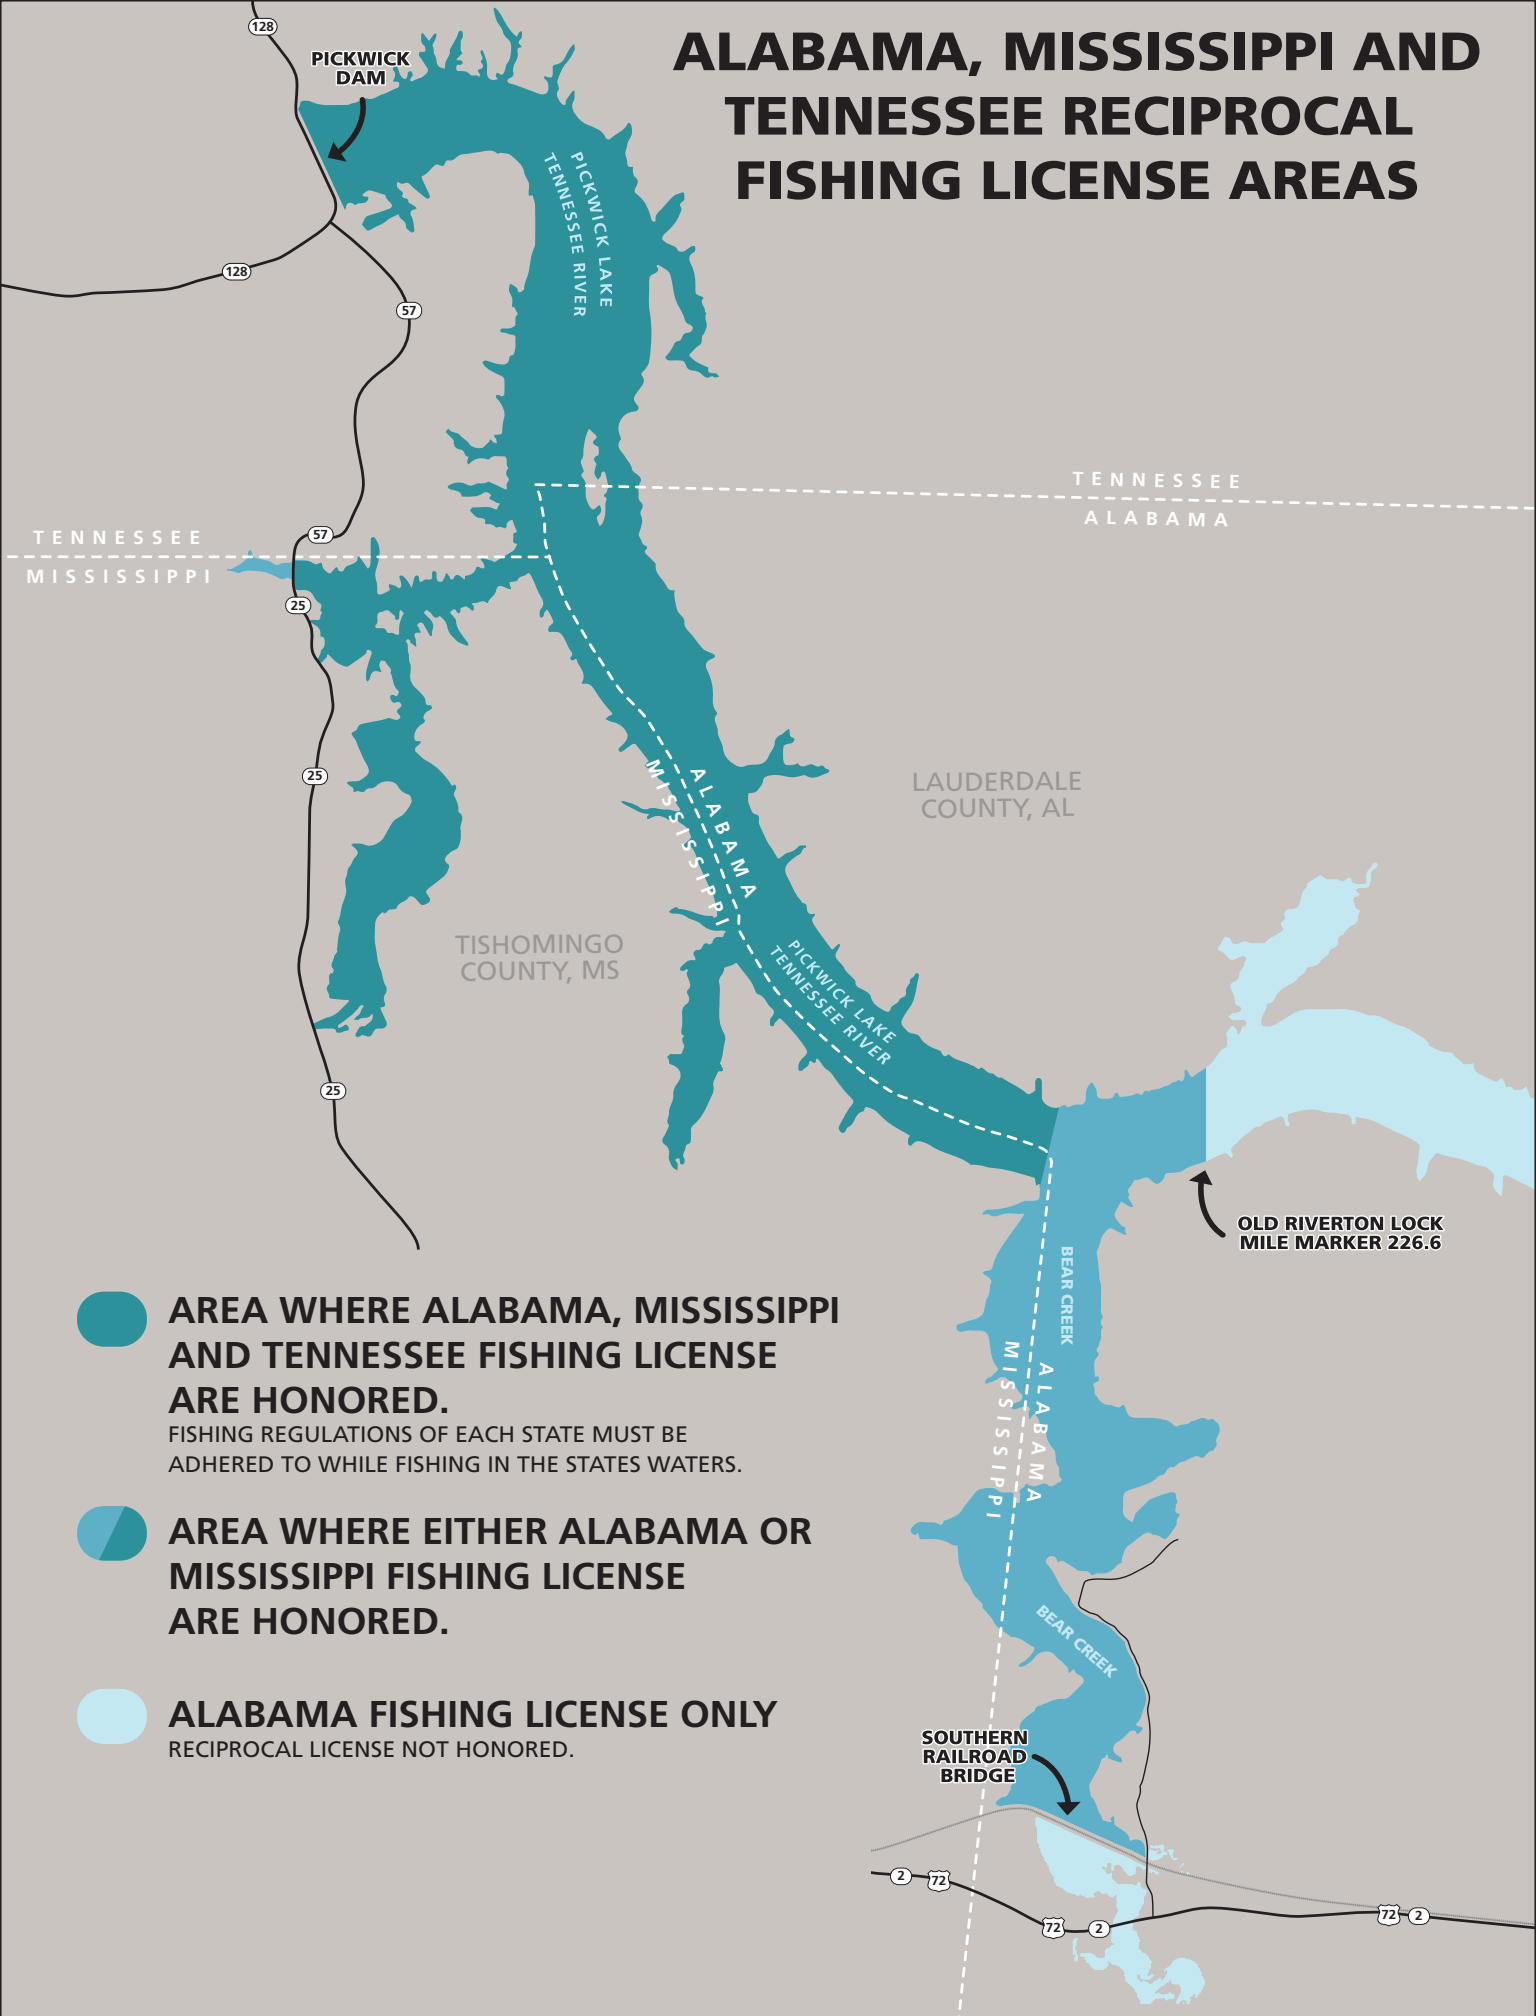 ALABAMA, MISSISSIPPI AND
TENNESSEE RECIPROCAL
FISHING LICENSE AREAS
128
PICKWICK
DAM
PICKWICK LAKE
TENNESSEE RIVER
128
57
TENNESSEE
ALABAMA
57
TENNESSEE
MISSISSIPPI
25
25
ALABAMA
MISSISSIPPI
LAUDERDALE
COUNTY, AL
TISHOMINGO
COUNTY, MS
PICKWICK LAKE
TENNESSEE RIVER
25
OLD RIVERTON LOCK
MILE MARKER 226.6
BEAR CREEK
ALABAMA
MISSISSIPPI
AREA WHERE ALABAMA, MISSISSIPPI
AND TENNESSEE FISHING LICENSE
ARE HONORED.
FISHING REGULATIONS OF EACH STATE MUST BE
ADHERED TO WHILE FISHING IN THE STATES WATERS.
AREA WHERE EITHER ALABAMA OR
MISSISSIPPI FISHING LICENSE
ARE HONORED.
BEAR CREEK
ALABAMA FISHING LICENSE ONLY
RECIPROCAL LICENSE NOT HONORED.
SOUTHERN
RAILROAD
BRIDGE
2
72
72
2
72
2